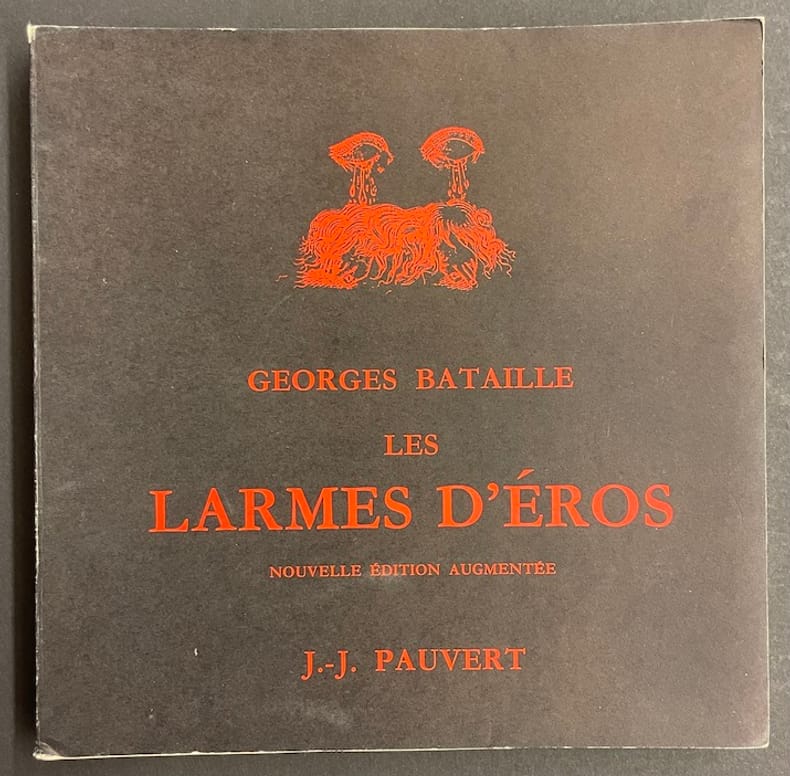 GEORGES BATAILLE
LES
LARMES D'ÉROS
NOUVELLE ÉDITION AUGMENTÉE
J.-J. PAUVERT